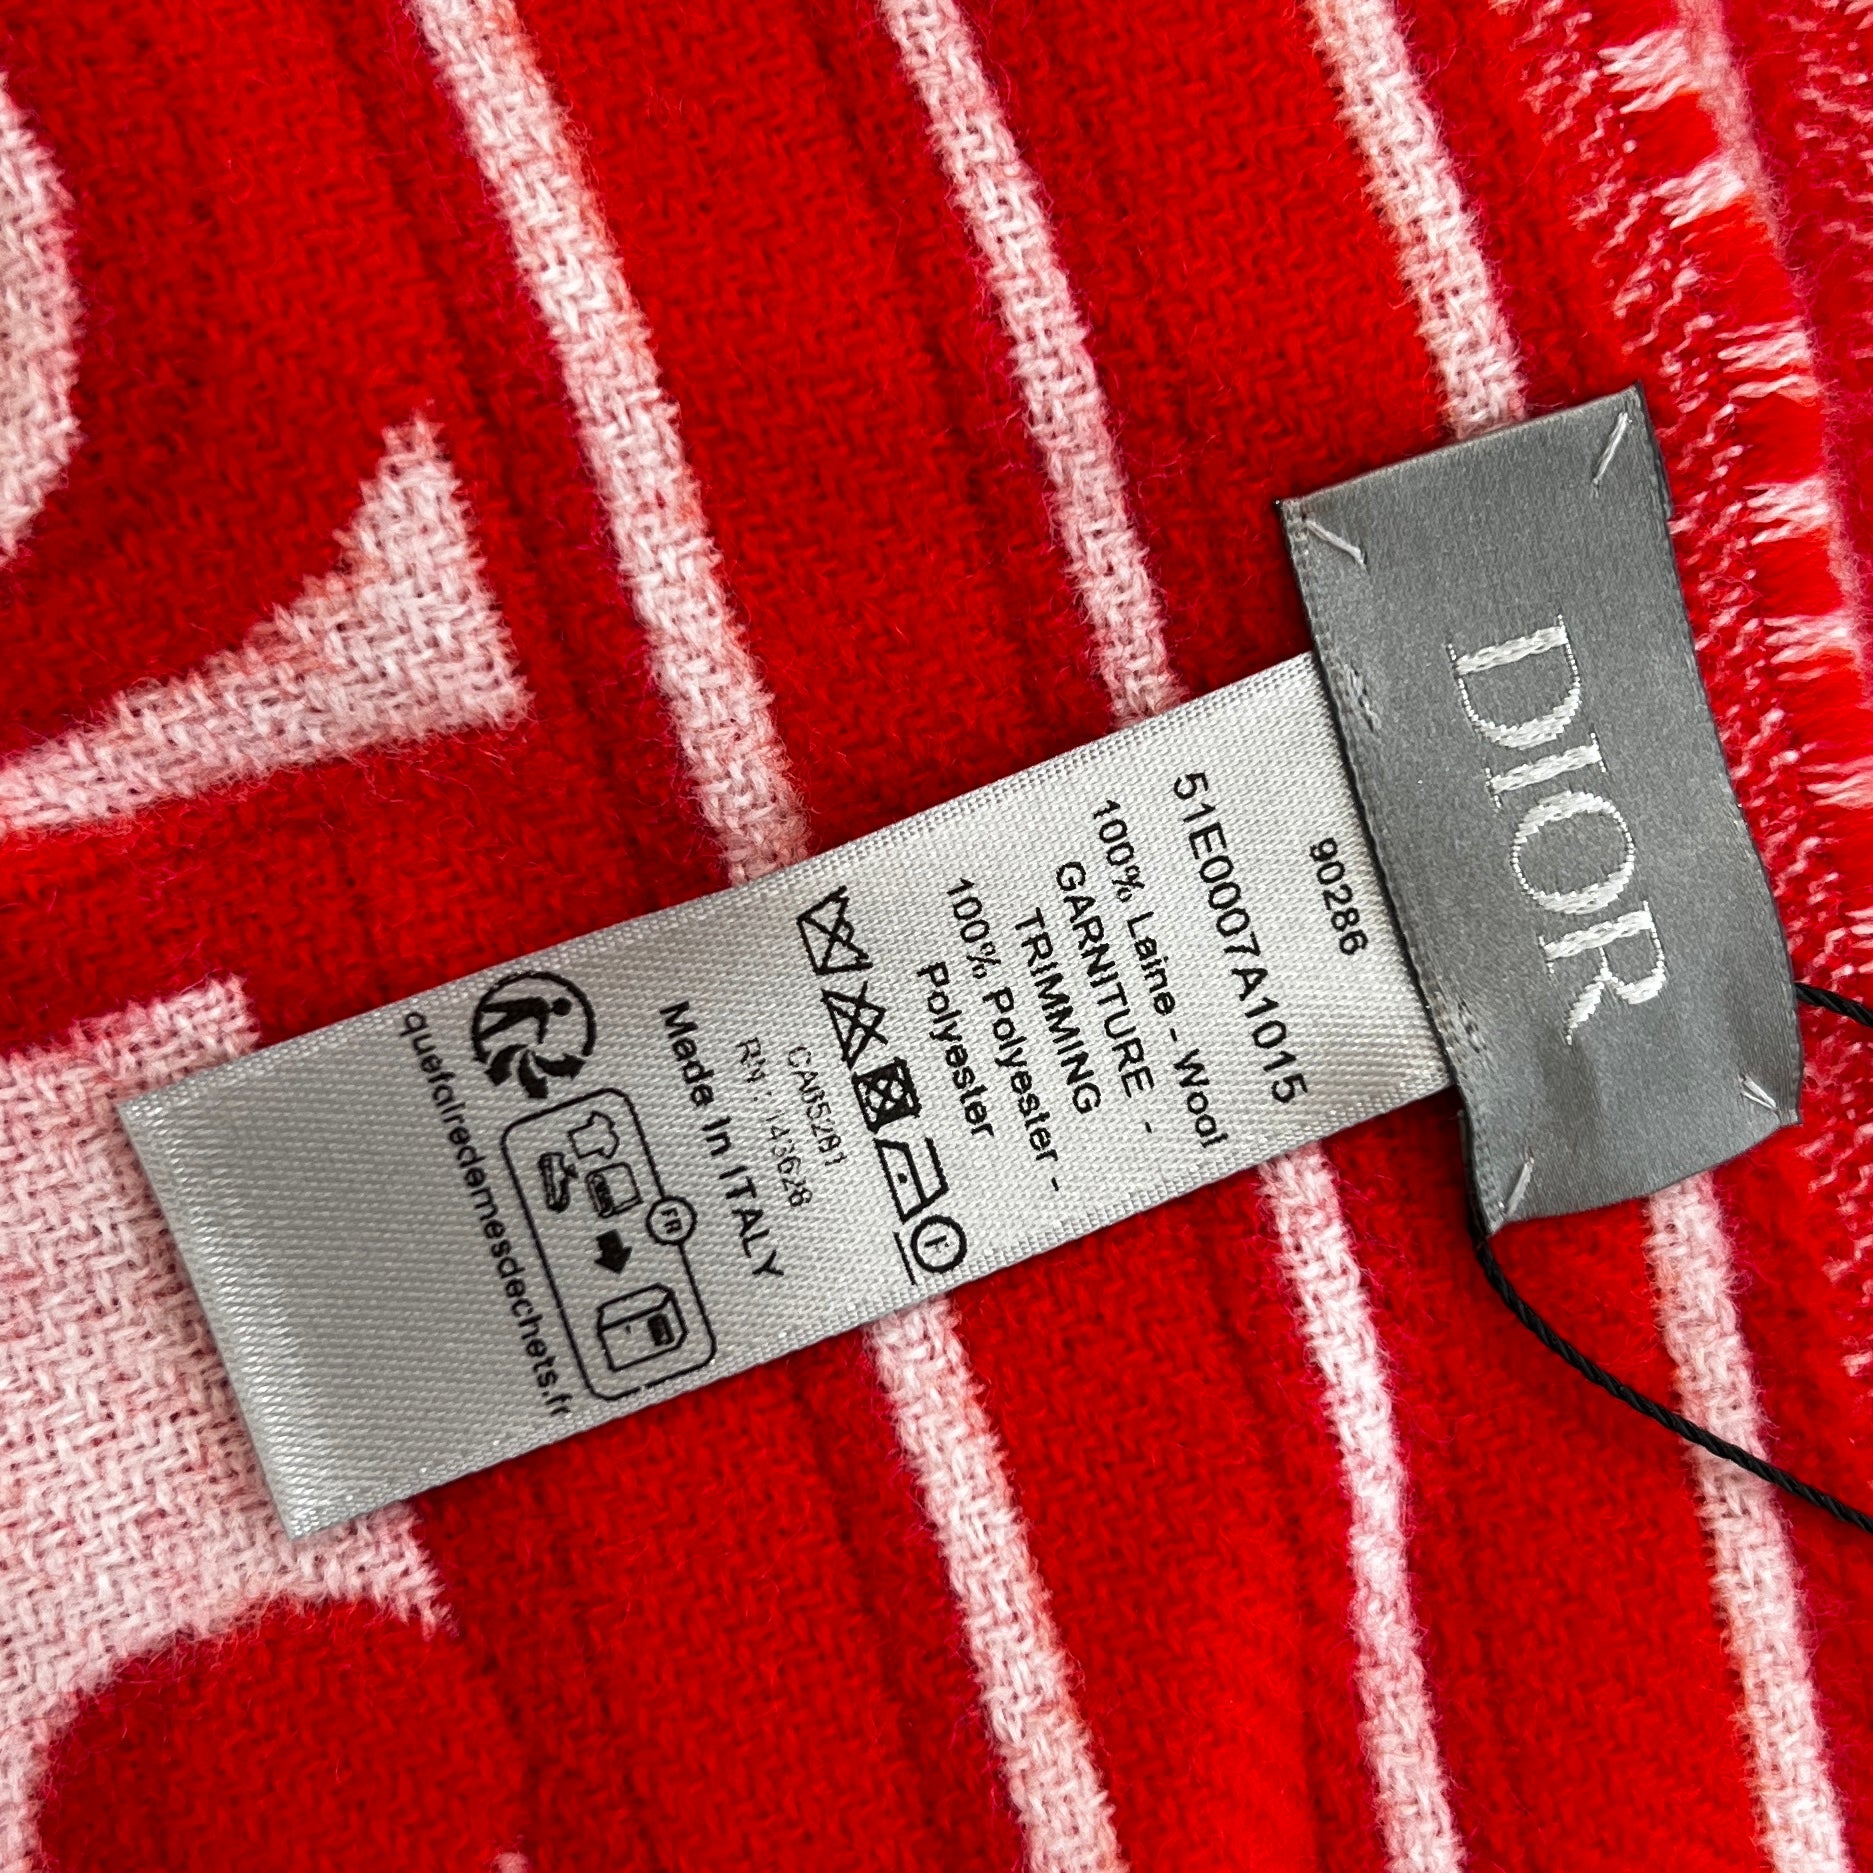 DIOR
90286
51E0007A1015
100% Laine - Wool
GARNITURE -
TRIMMING
100% Polyester -
Polyester
F
CA05281
RN : 143628
Made In ITALY
FR
quefairedemesdechets.fr